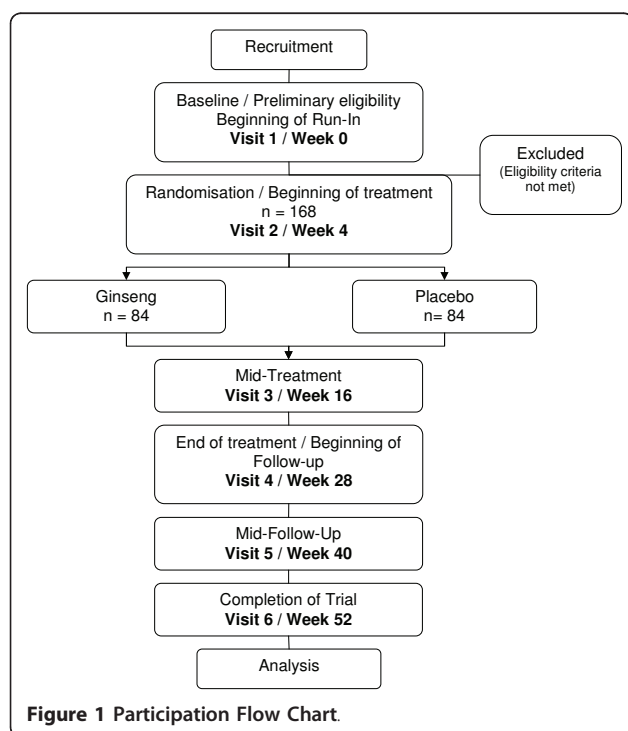 Recruitment
Baseline / Preliminary eligibility
Beginning of Run-In
Visit 1 / Week 0
Excluded
(Eligibility criteria
not met)
Randomisation / Beginning of treatment
n = 168
Visit 2 / Week 4
Ginseng
n = 84
Placebo
n= 84
Mid-Treatment
Visit 3 / Week 16
End of treatment / Beginning of
Follow-up
Visit 4 / Week 28
Mid-Follow-Up
Visit 5 / Week 40
Completion of Trial
Visit 6 / Week 52
Analysis
Figure 1 Participation Flow Chart.